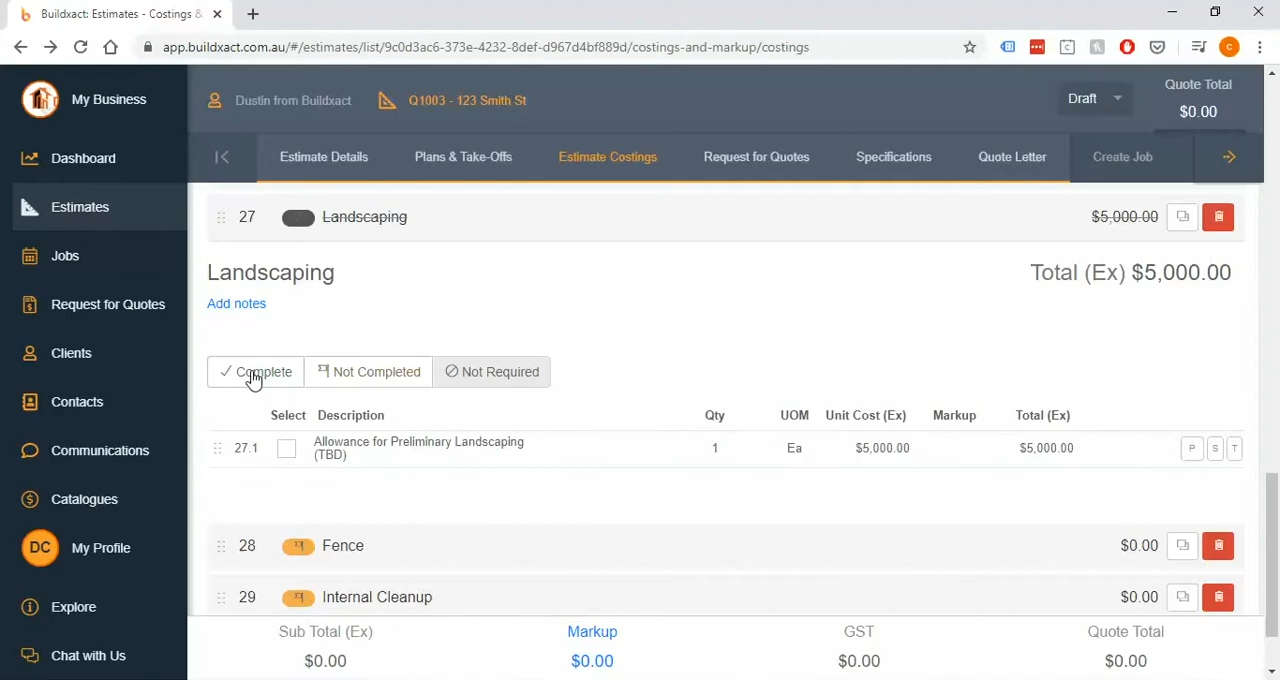 Buildxact: Estimates - Costings &
app.buildxact.com.au/#/estimates/list/9c0d3ac6-373e-4232-8def-d967d4bf889d/costings-and-markup/costings
C
My Business
Dustin from Buildxact
Q1003 - 123 Smith St
Draft
Quote Total
$0.00
Estimate Details
Plans & Take-Offs
Estimate Costings
Request for Quotes
Specifications
Quote Letter
Create Job
Dashboard
Estimates
Jobs
Request for Quotes
Clients
Contacts
Communications
Catalogues
DC My Profile
Explore
Chat with Us
27 Landscaping $5,000.00
Landscaping Total (Ex) $5,000.00
Add notes
Complete Not Completed Not Required
Select Description Qty UOM Unit Cost (Ex) Markup Total (Ex)
27.1 Allowance for Preliminary Landscaping 1 Ea $5,000.00 $5,000.00 P S T
(TBD)
28 Fence $0.00
29 Internal Cleanup $0.00
Sub Total (Ex) Markup GST Quote Total
$0.00 $0.00 $0.00 $0.00